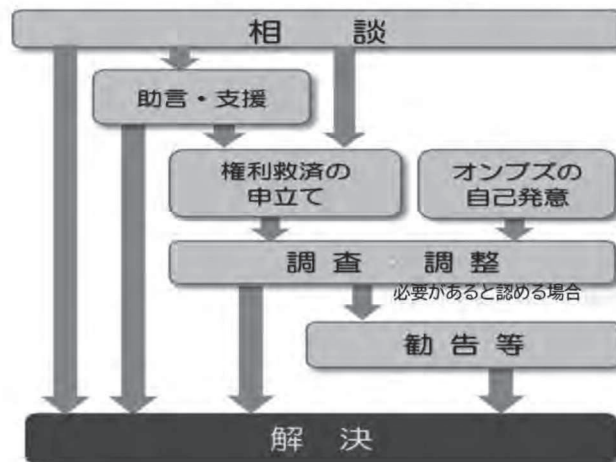 相 談
助言・支援
権利救済の
申立て
オンブズの
自己発意
調 査 ・ 調 整
必要があると認める場合
勧 告 等
解 決